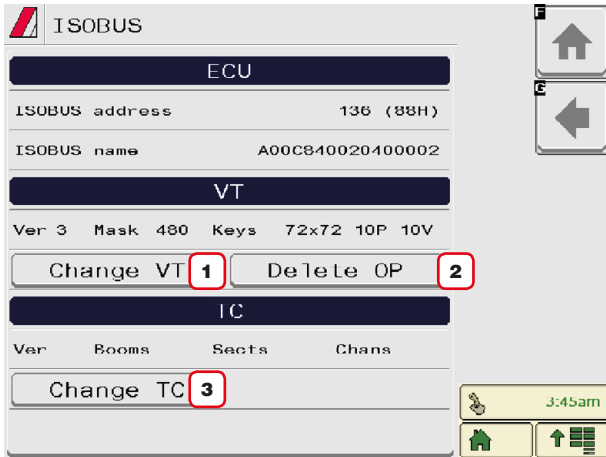 ISOBUS
F
ECU
ISOBUS address 136 (88H)
G
ISOBUS name A00C840020400002
VT
Ver 3 Mask 480 Keys 72x72 10P 10V
Change VT 1 Delete OP 2
TC
Ver Booms Sects Chans
Change TC 3
3:45am